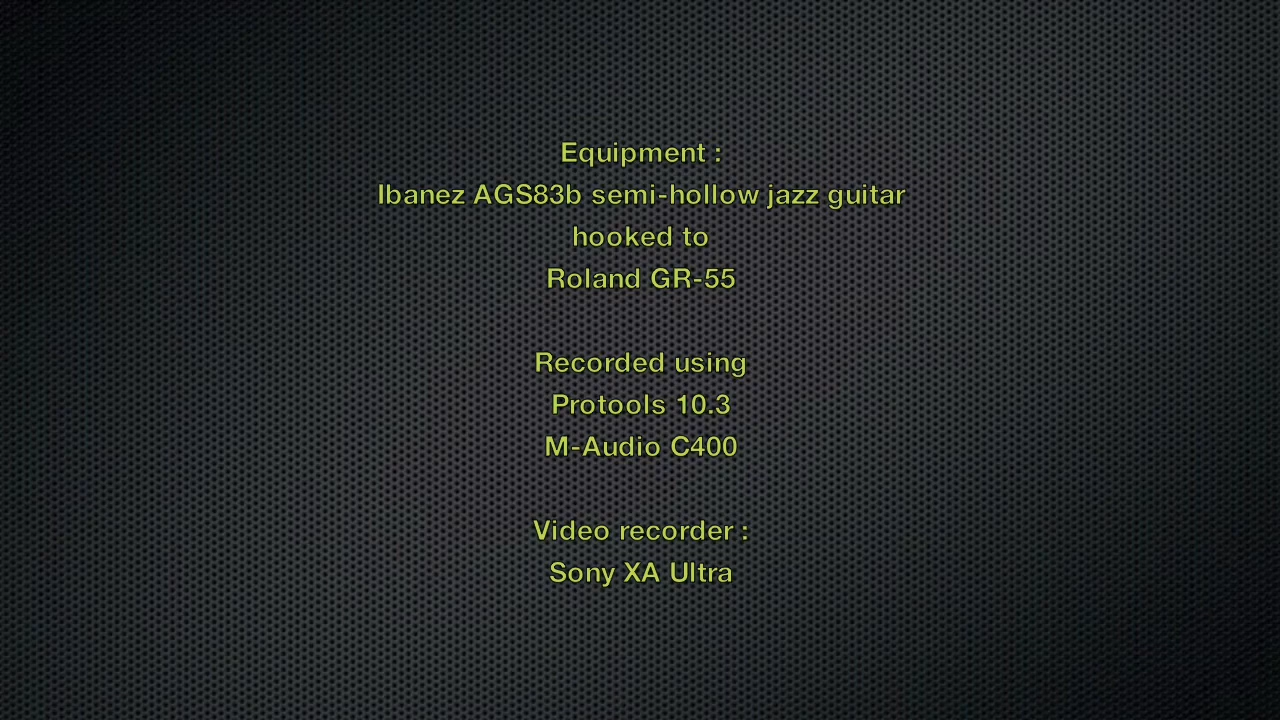 Equipment :
Ibanez AGS83b semi-hollow jazz guitar
hooked to
Roland GR-55
Recorded using
Protools 10.3
M-Audio C400
Video recorder :
Sony XA Ultra